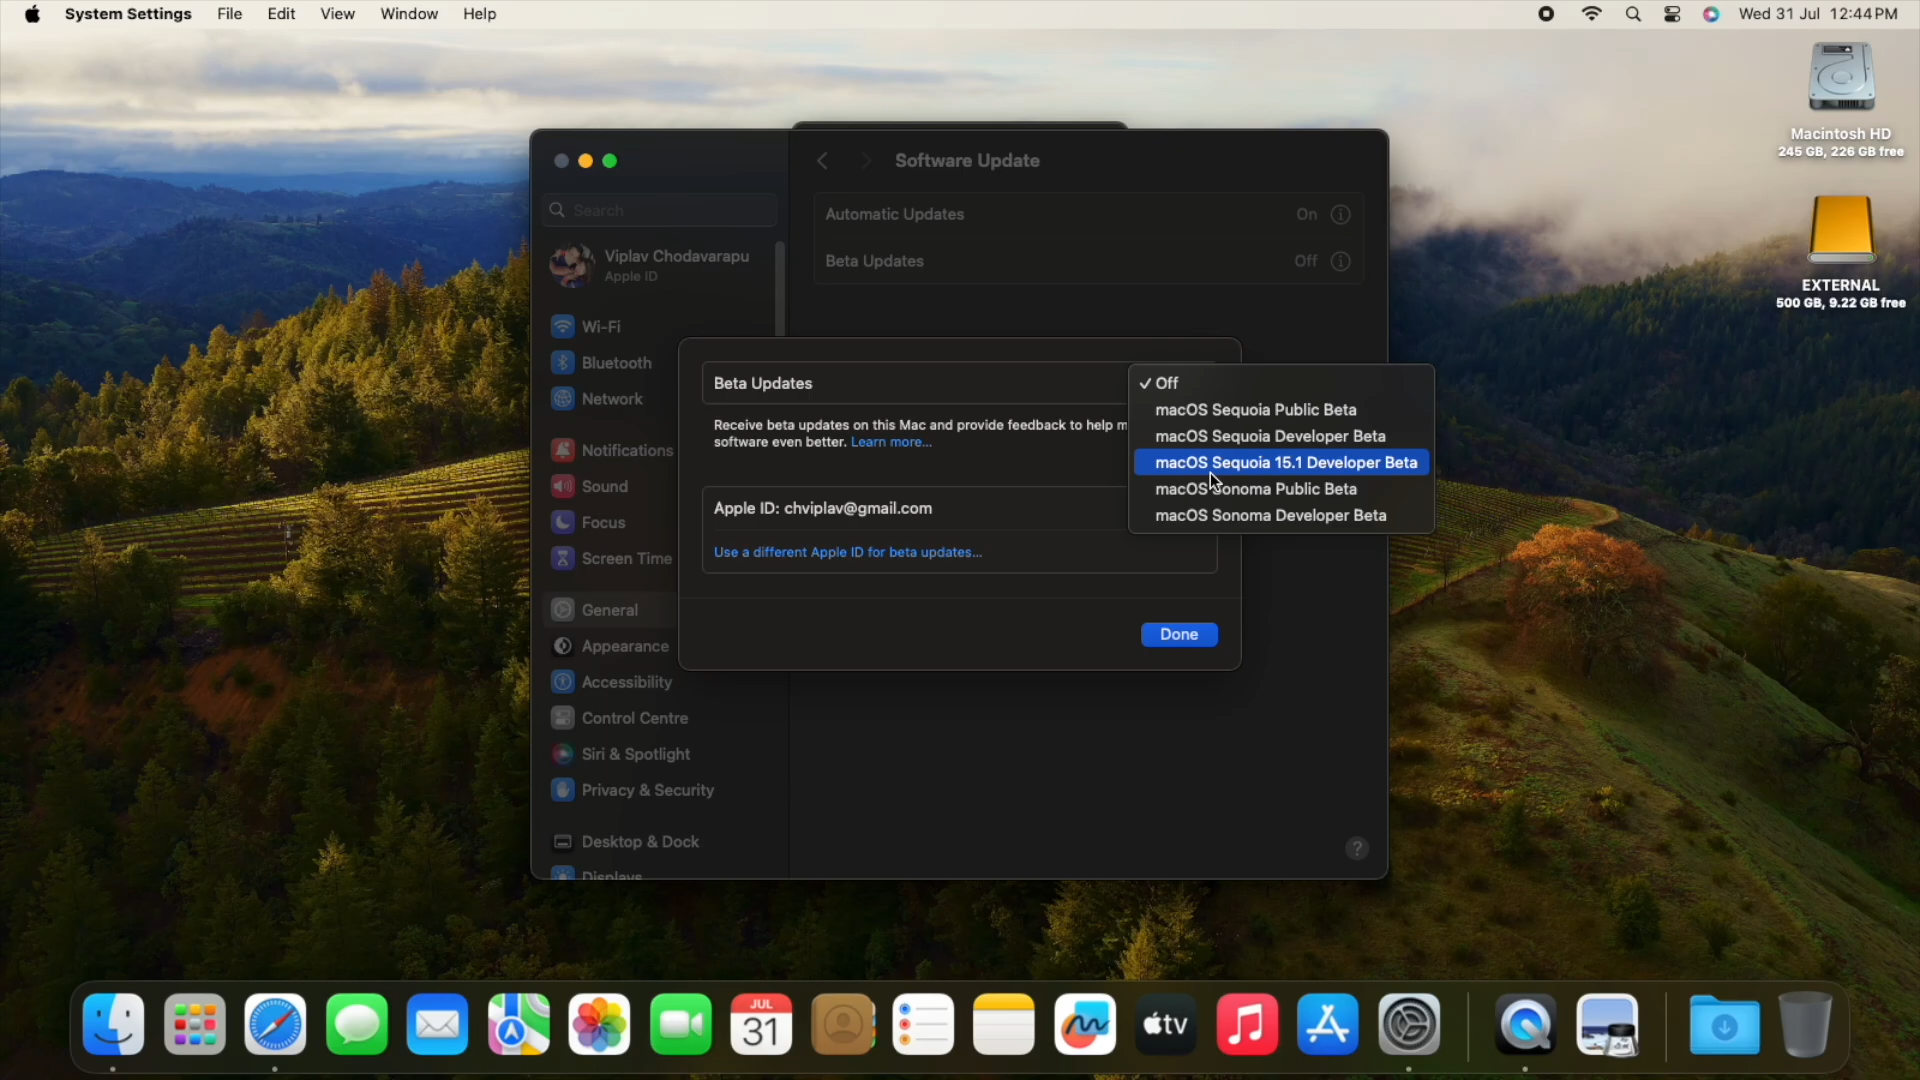 System Settings File Edit View Window Help
Wed 31 Jul 12:44 PM
Macintosh HD
245 GB, 226 GB free
EXTERNAL
500 GB, 9.22 GB free
Search
Viplav Chodavarapu
Apple ID
Wi-Fi
Bluetooth
Network
Notifications
Sound
Focus
Screen Time
General
Appearance
Accessibility
Control Centre
Siri & Spotlight
Privacy & Security
Desktop & Dock
Displays
Software Update
Automatic Updates On
Beta Updates Off
Beta Updates
Receive beta updates on this Mac and provide feedback to help m
software even better. Learn more...
Apple ID: chviplav@gmail.com
Use a different Apple ID for beta updates...
Done
✓ Off
macOS Sequoia Public Beta
macOS Sequoia Developer Beta
macOS Sequoia 15.1 Developer Beta
macOS Sonoma Public Beta
macOS Sonoma Developer Beta
?
JUL
31
tv